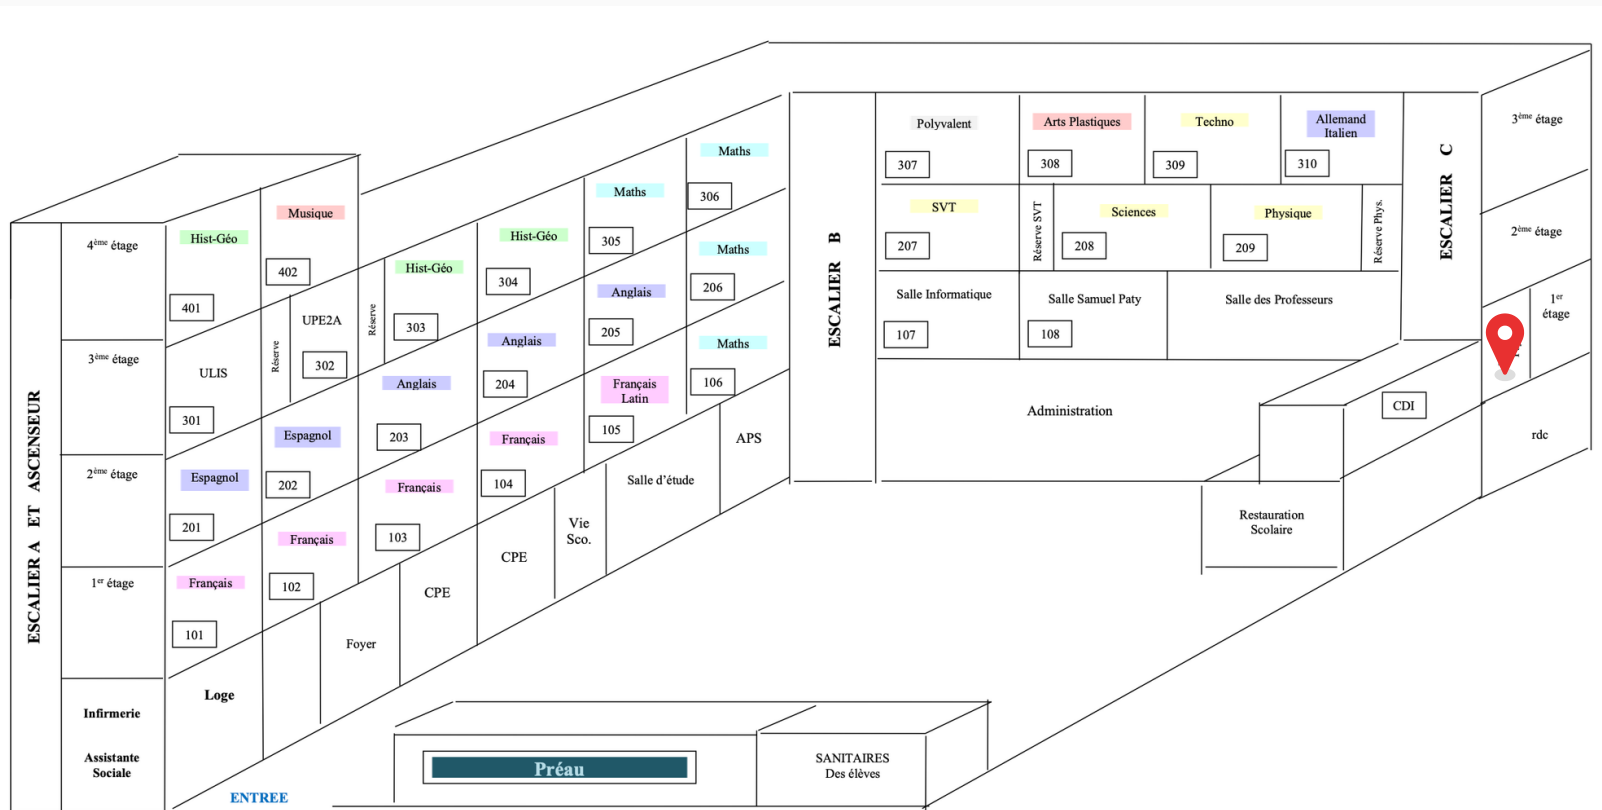 ESCALIER A ET ASCENSEUR
4ème étage
3ème étage
2ème étage
1er étage
Infirmerie
Assistante
Sociale
Hist-Géo
401
Musique
402
ULIS
301
Réserve
UPE2A
302
Réserve
Hist-Géo
303
Hist-Géo
304
Maths
305
Maths
306
Espagnol
201
Espagnol
202
Anglais
203
Anglais
204
Anglais
205
Maths
206
Français
101
Français
102
Français
103
Français
104
Français
Latin
105
Maths
106
Loge
Foyer
CPE
CPE
Vie
Sco.
Salle d’étude
APS
ESCALIER B
Polyvalent
307
Arts Plastiques
308
Techno
309
Allemand
Italien
310
SVT
207
Réserve SVT
Sciences
208
Physique
209
Réserve Phys.
Salle Informatique
107
Salle Samuel Paty
108
Salle des Professeurs
Administration
ESCALIER C
3ème étage
2ème étage
1er
étage
rdc
CDI
Restauration
Scolaire
Préau
SANITAIRES
Des élèves
ENTREE